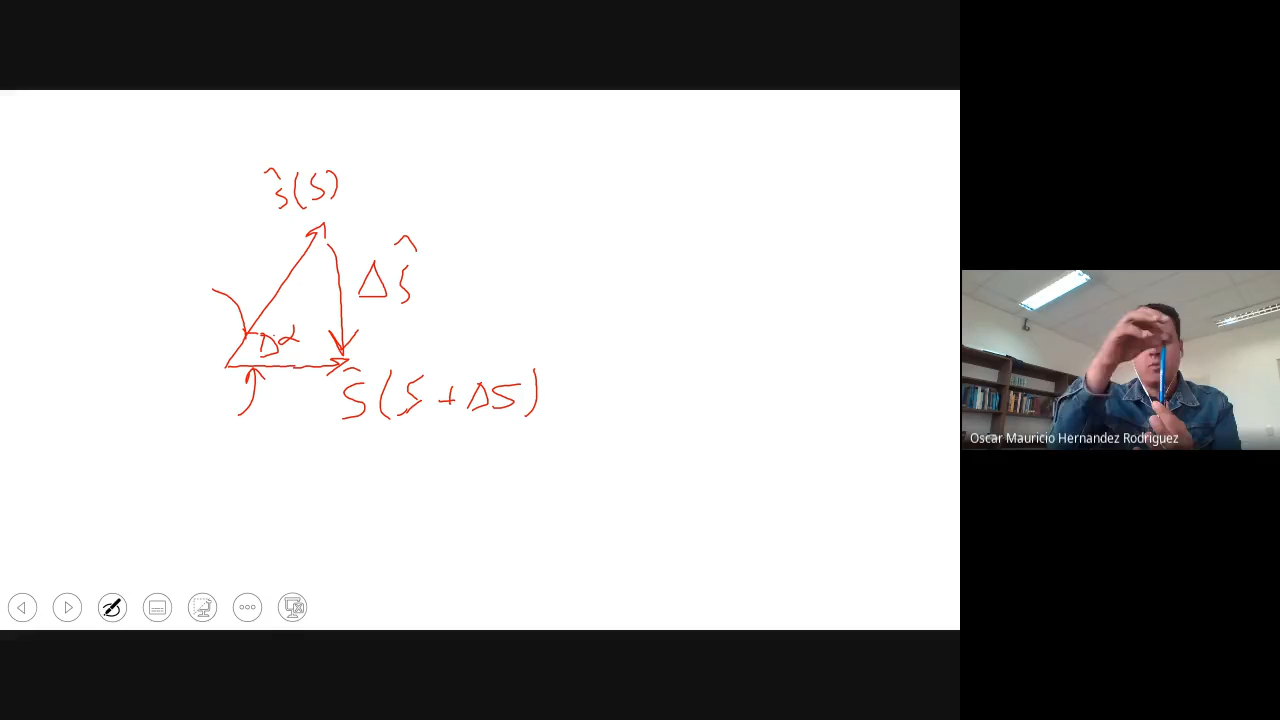 ŝ(S)
Δŝ
Δα
ŝ(S + ΔS)
Oscar Mauricio Hernandez Rodriguez